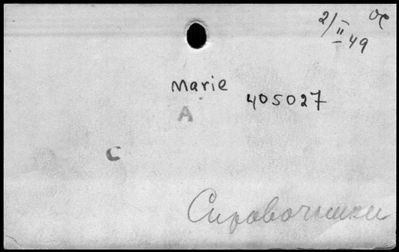 2/II 49
Marie
405027
A
C
Справочники